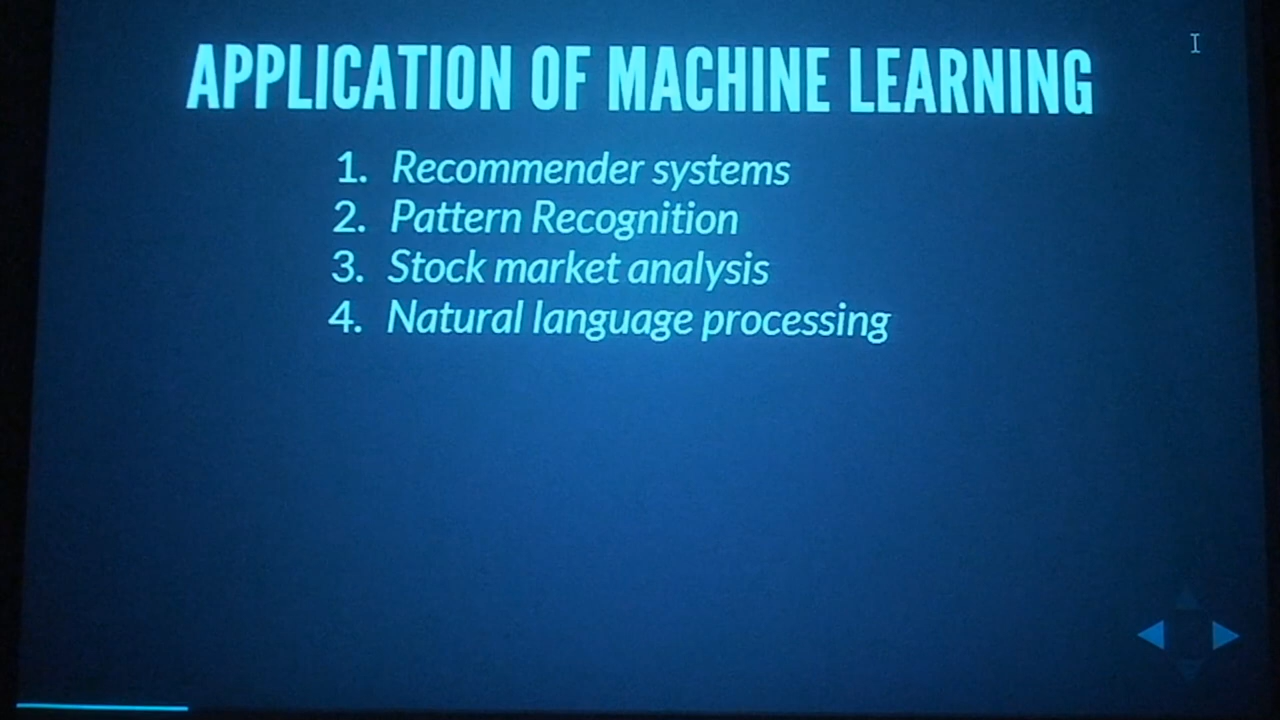 APPLICATION OF MACHINE LEARNING
1. Recommender systems
2. Pattern Recognition
3. Stock market analysis
4. Natural language processing